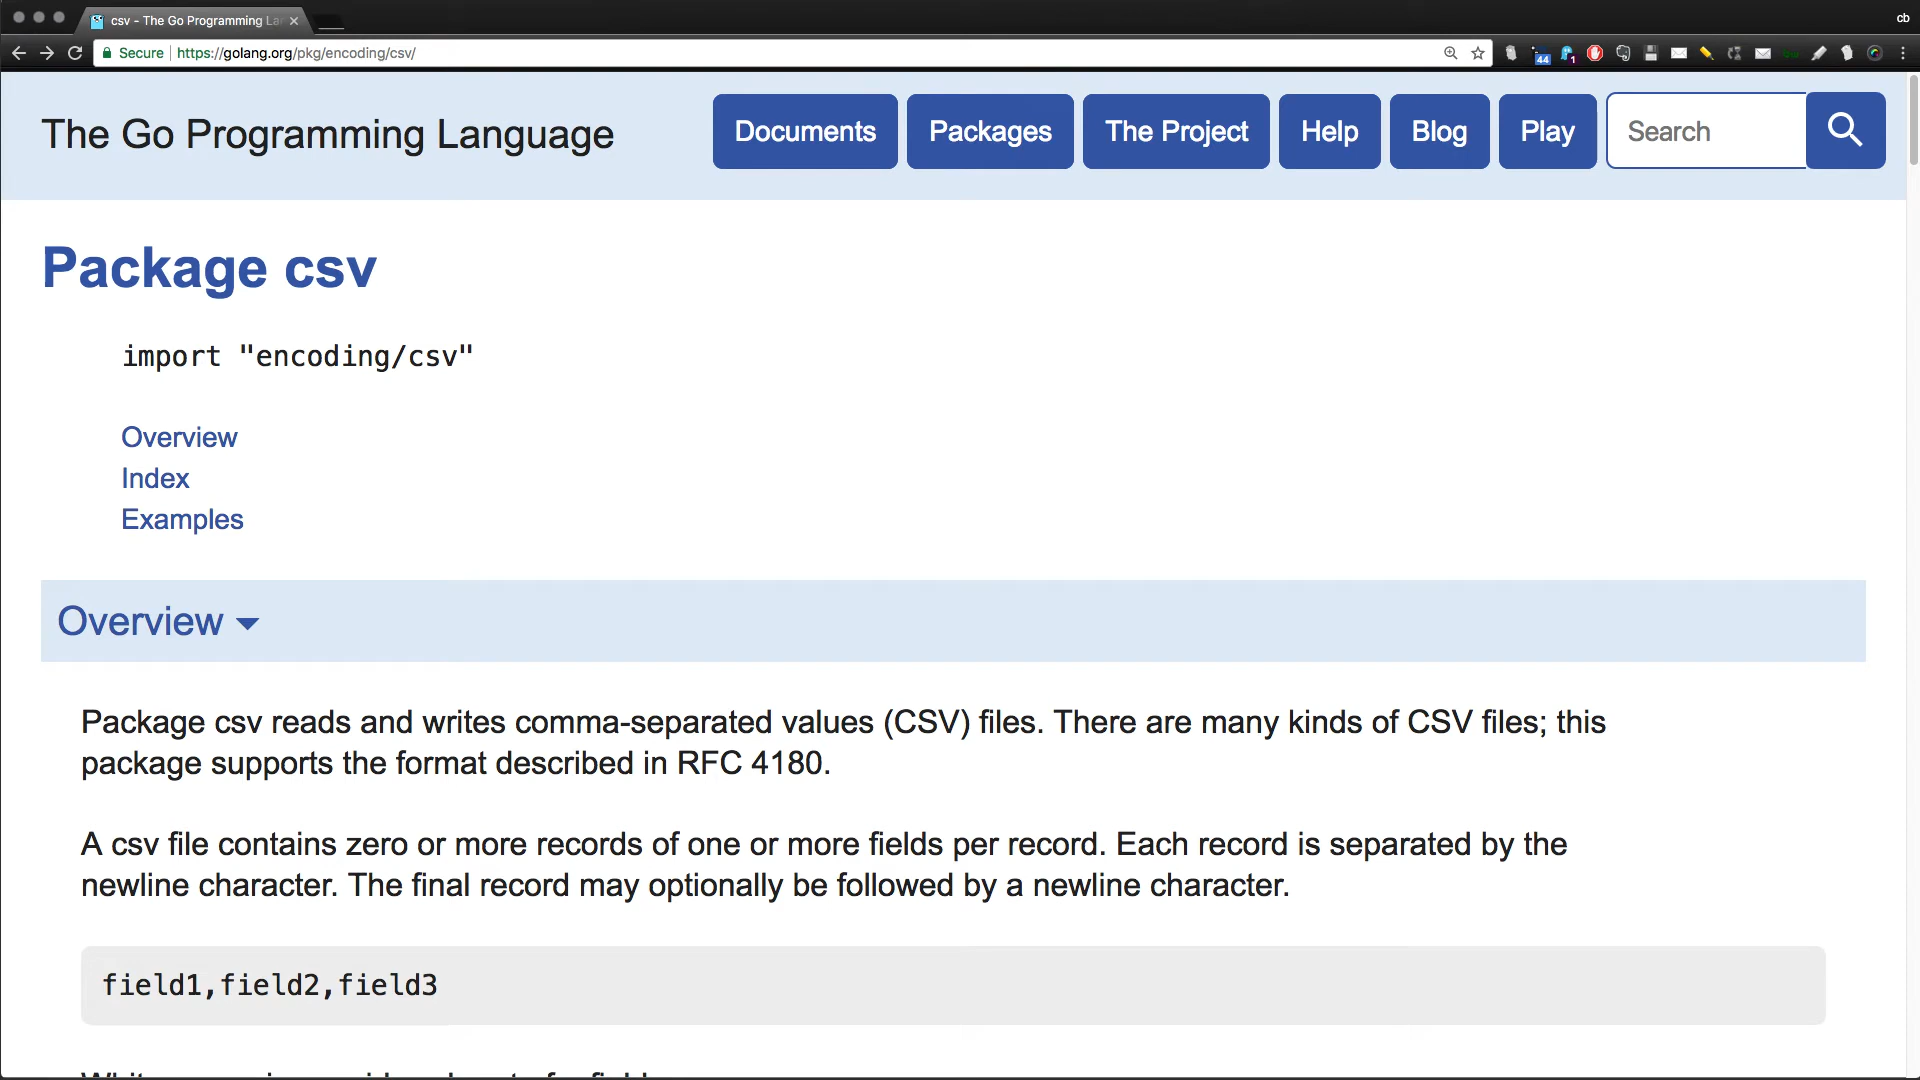 csv - The Go Programming La
cb
Secure
https://golang.org/pkg/encoding/csv/
44
1
The Go Programming Language
Documents
Packages
The Project
Help
Blog
Play
Search
Package csv
import "encoding/csv"
Overview
Index
Examples
Overview
Package csv reads and writes comma-separated values (CSV) files. There are many kinds of CSV files; this
package supports the format described in RFC 4180.
A csv file contains zero or more records of one or more fields per record. Each record is separated by the
newline character. The final record may optionally be followed by a newline character.
field1,field2,field3